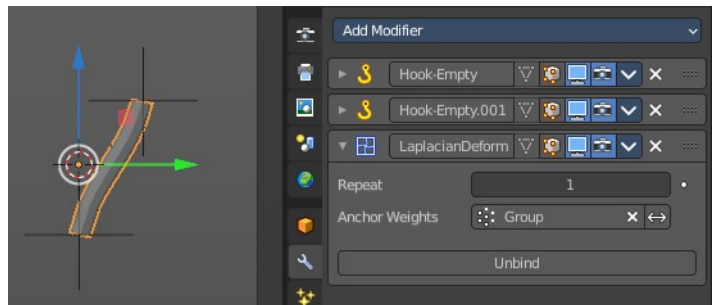 Add Modifier
Hook-Empty
Hook-Empty.001
LaplacianDeform
Repeat 1
Anchor Weights Group
Unbind